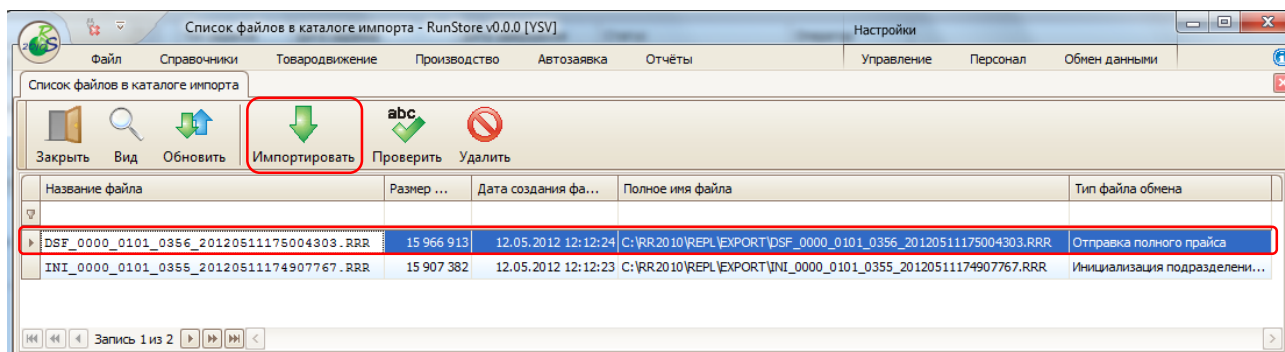 Список файлов в каталоге импорта - RunStore v0.0.0 [YSV]
Настройки
Файл Справочники Товародвижение Производство Автозаявка Отчёты Управление Персонал Обмен данными
Список файлов в каталоге импорта
abc
Закрыть Вид Обновить Импортировать Проверить Удалить
Название файла Размер ... Дата создания фа... Полное имя файла Тип файла обмена
DSF_0000_0101_0356_20120511175004303.RRR 15 966 913 12.05.2012 12:12:24 C:\RR2010\REPL\EXPORT\DSF_0000_0101_0356_20120511175004303.RRR Отправка полного прайса
INI_0000_0101_0355_20120511174907767.RRR 15 907 382 12.05.2012 12:12:23 C:\RR2010\REPL\EXPORT\INI_0000_0101_0355_20120511174907767.RRR Инициализация подразделени...
Запись 1 из 2